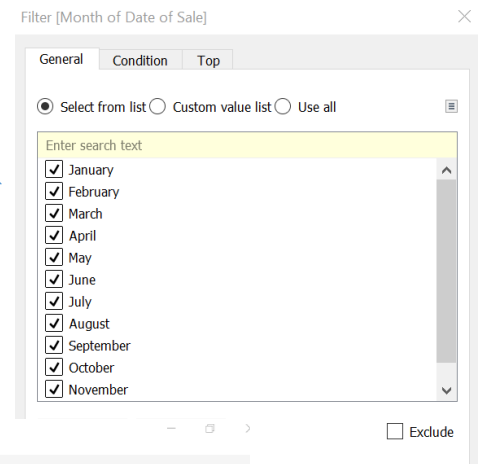 Filter [Month of Date of Sale]
General Condition Top
Select from list Custom value list Use all
Enter search text
January
February
March
April
May
June
July
August
September
October
November
Exclude